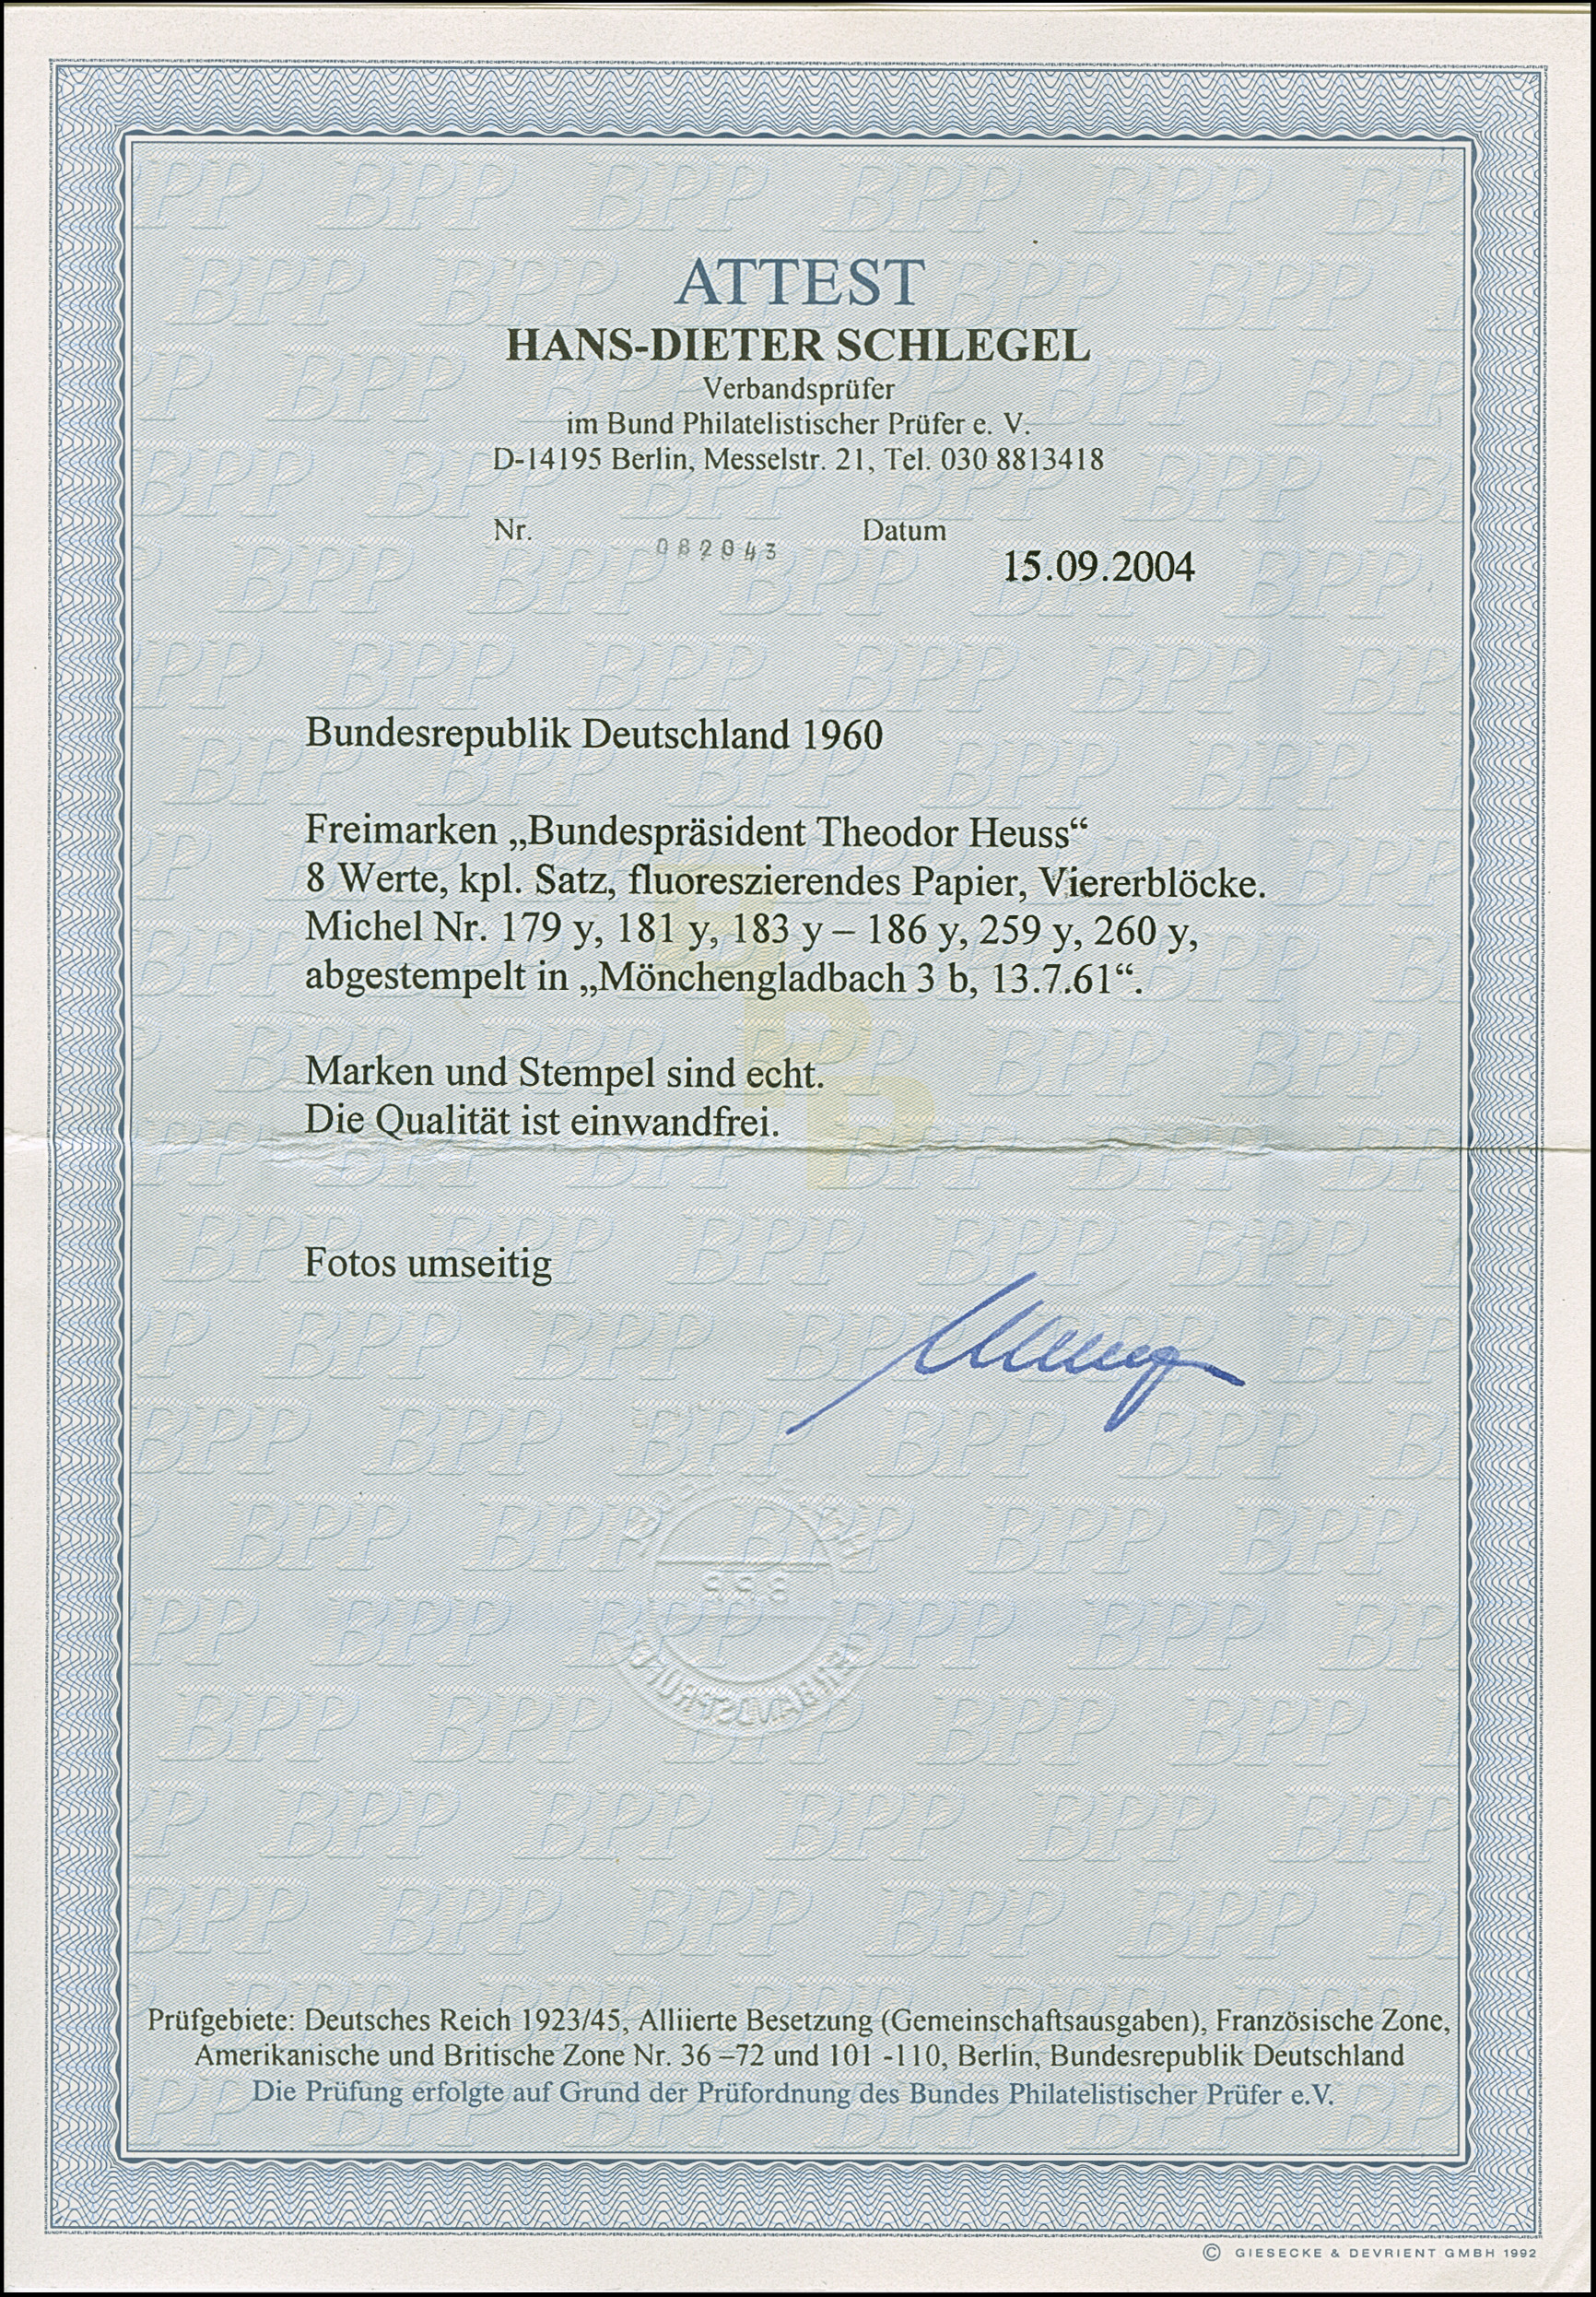 ATTEST
HANS-DIETER SCHLEGEL
Verbandsprüfer
im Bund Philatelistischer Prüfer e. V.
D-14195 Berlin, Messelstr. 21, Tel. 030 8813418
Nr. 082043 Datum 15.09.2004
Bundesrepublik Deutschland 1960
Freimarken „Bundespräsident Theodor Heuss“
8 Werte, kpl. Satz, fluoreszierendes Papier, Viererblöcke.
Michel Nr. 179 y, 181 y, 183 y – 186 y, 259 y, 260 y,
abgestempelt in „Mönchengladbach 3 b, 13.7.61“.
Marken und Stempel sind echt.
Die Qualität ist einwandfrei.
Fotos umseitig
BPP
Prüfgebiete: Deutsches Reich 1923/45, Alliierte Besetzung (Gemeinschaftsausgaben), Französische Zone,
Amerikanische und Britische Zone Nr. 36 –72 und 101 -110, Berlin, Bundesrepublik Deutschland
Die Prüfung erfolgte auf Grund der Prüfordnung des Bundes Philatelistischer Prüfer e.V.
© GIESECKE & DEVRIENT GMBH 1992